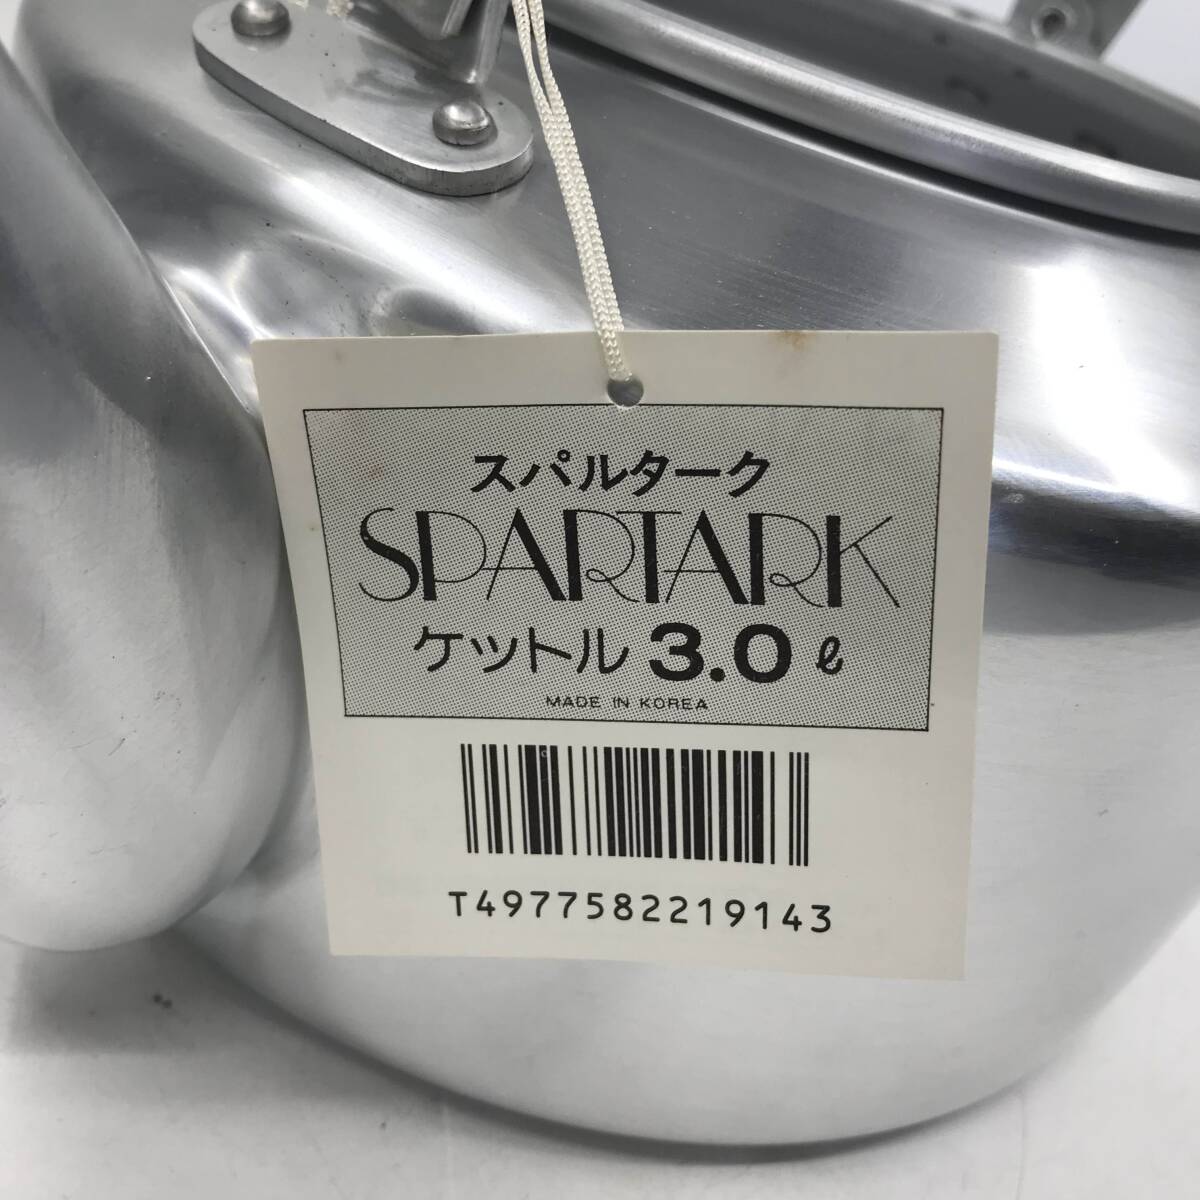 スパルターク
SPARTARK
ケットル 3.0 ℓ
MADE IN KOREA
T4977582219143